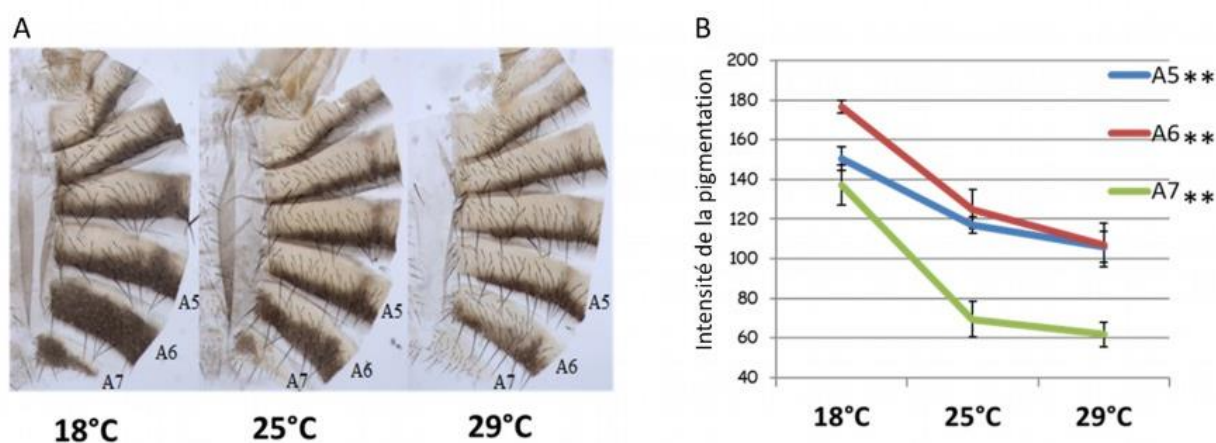 A
A5
A6
A7
A5
A6
A7
A5
A6
A7
18°C
25°C
29°C
B
Intensité de la pigmentation
200
180
160
140
120
100
80
60
40
A5**
A6**
A7**
18°C
25°C
29°C